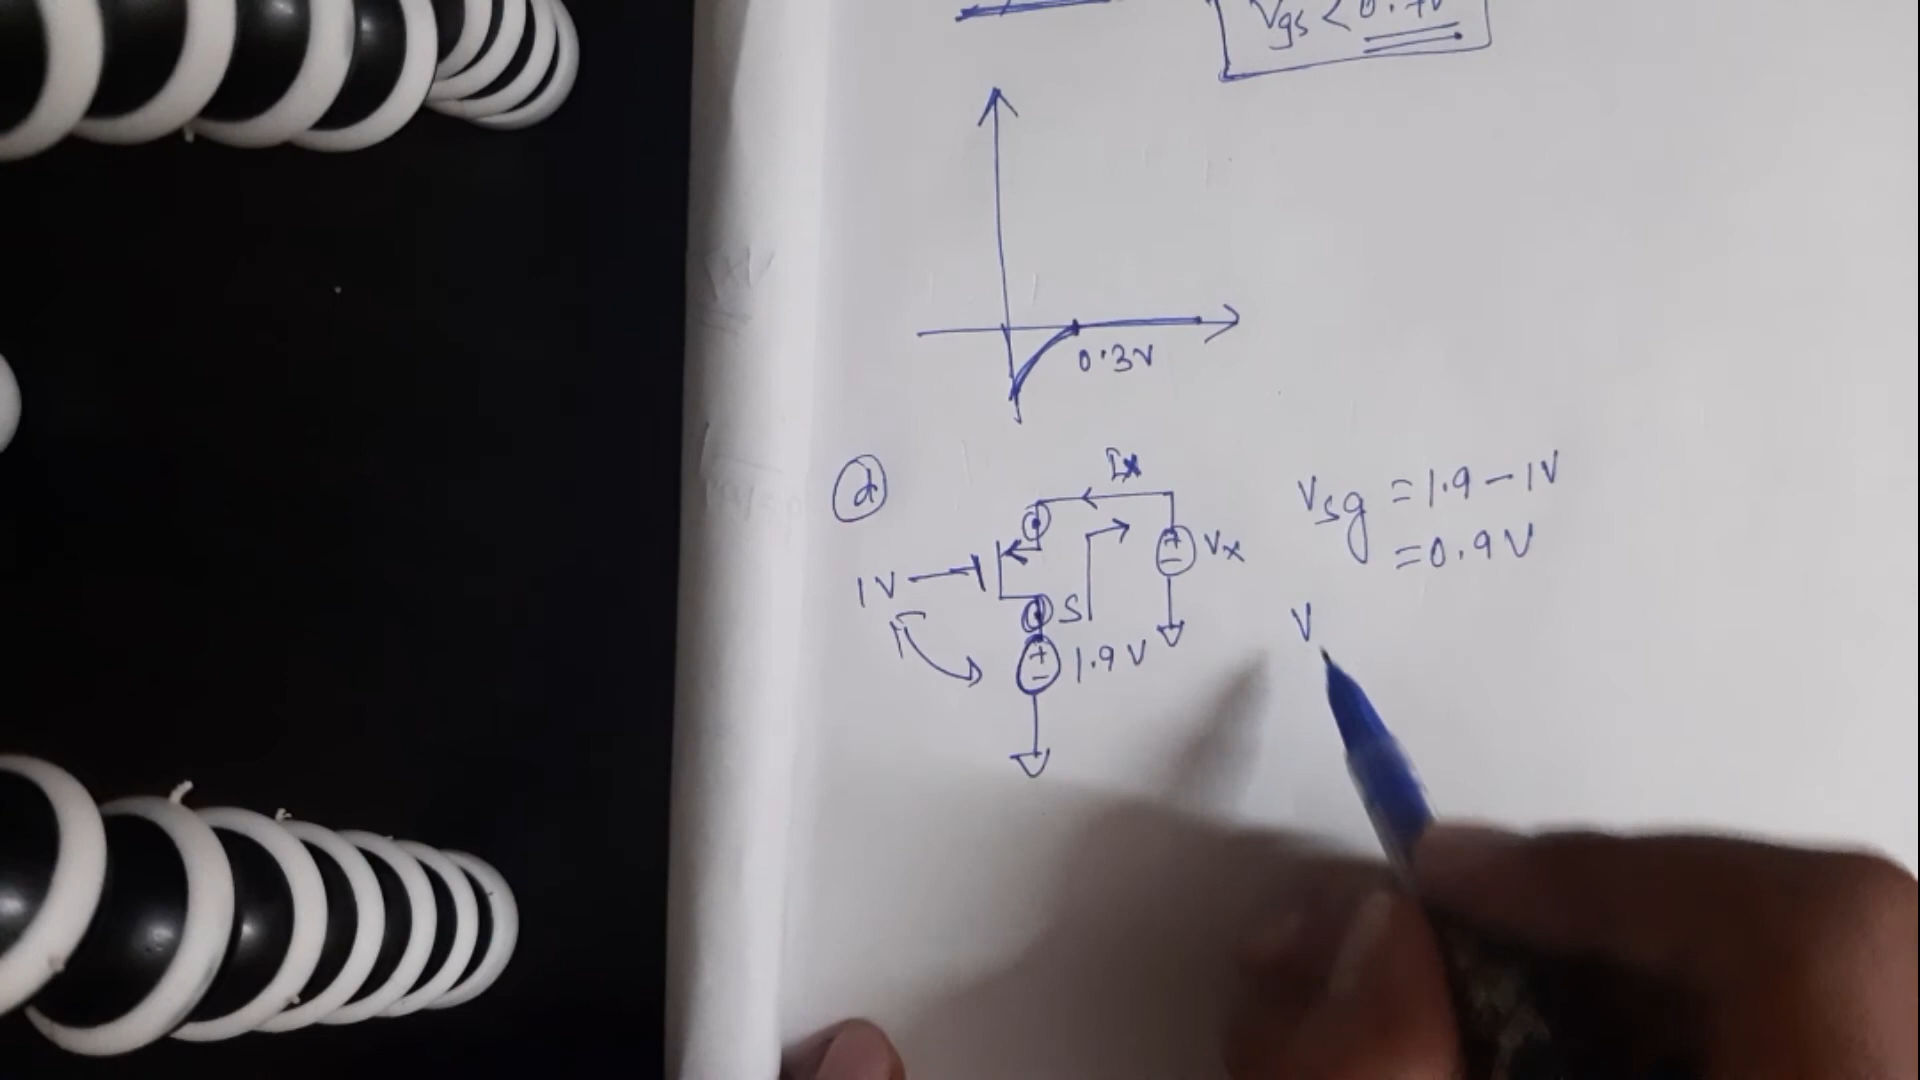 Vgs < 0.7V
0.3V
d
Ix
Vsg = 1.9 - 1V
= 0.9V
Vx
1V
S
1.9V
V